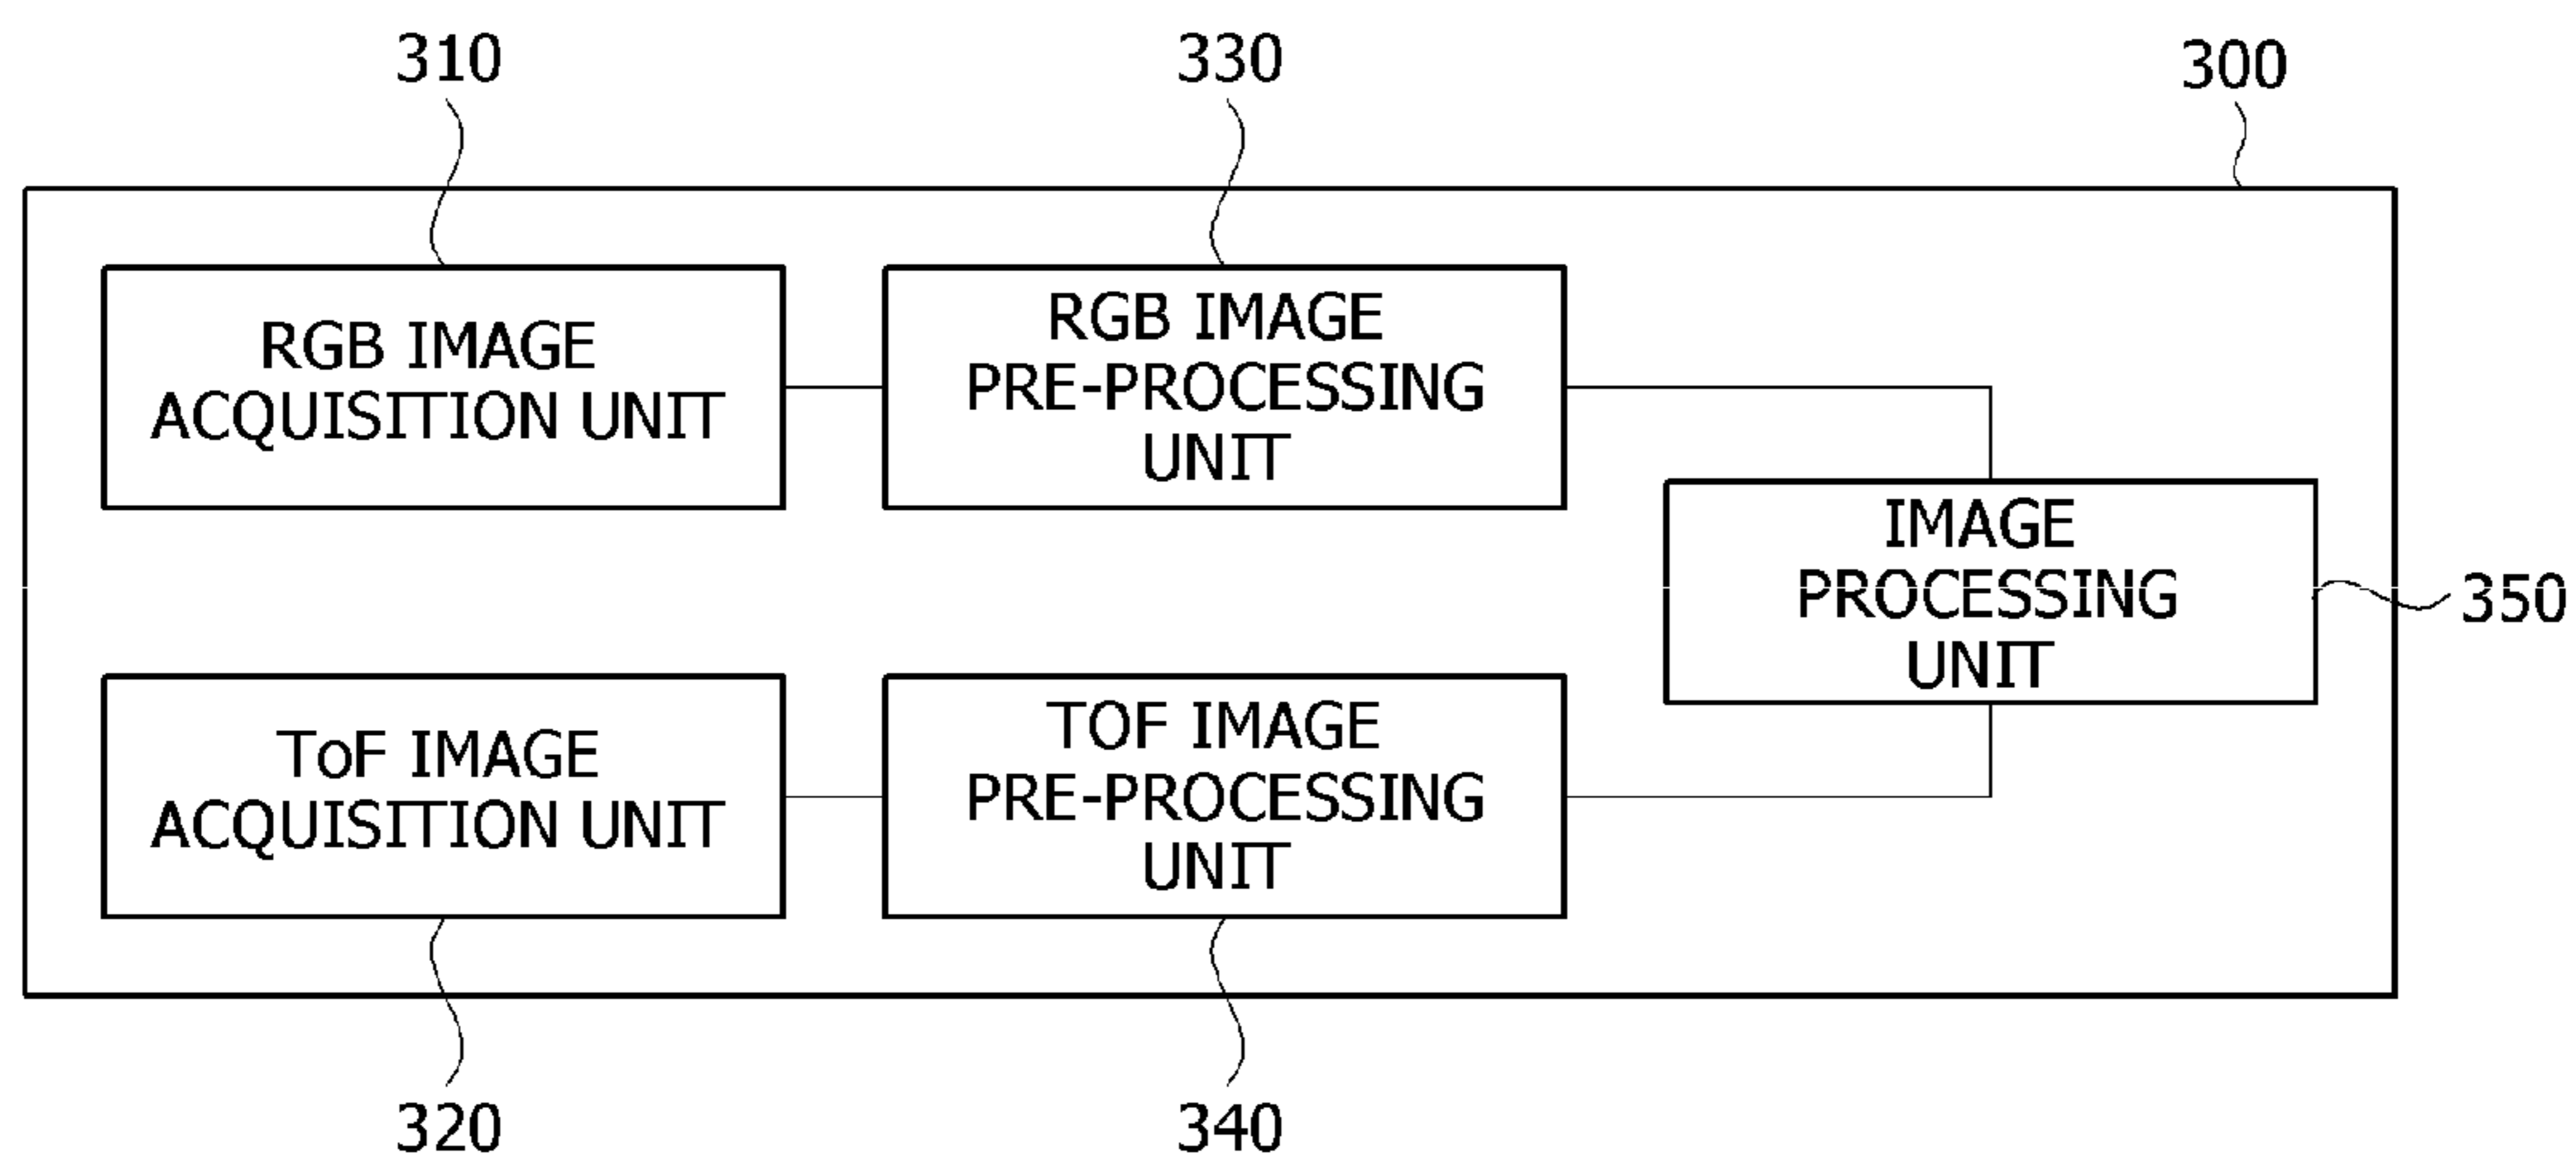 310
330
300
RGB IMAGE
ACQUISITION UNIT
RGB IMAGE
PRE-PROCESSING
UNIT
IMAGE
PROCESSING
UNIT
350
ToF IMAGE
ACQUISITION UNIT
TOF IMAGE
PRE-PROCESSING
UNIT
320
340